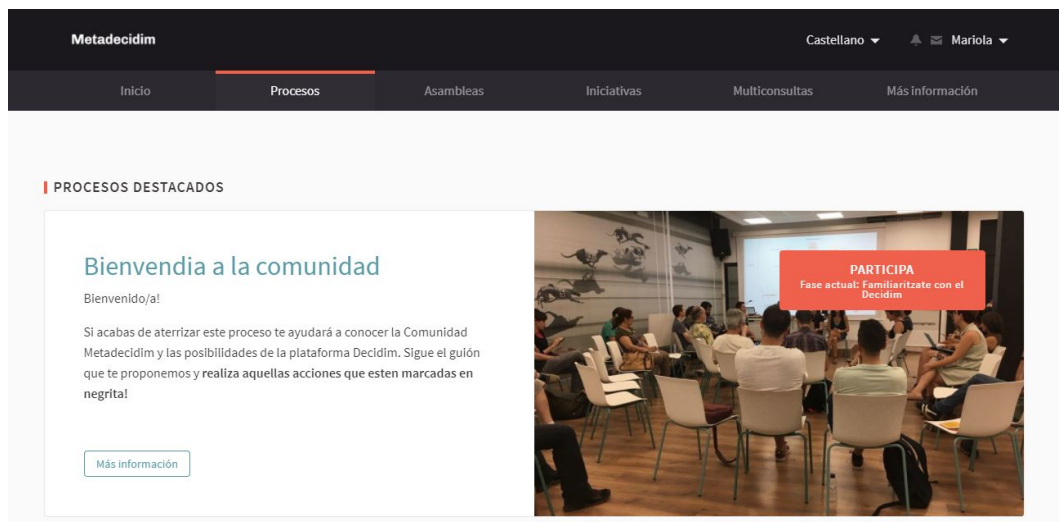 Metadecidim
Castellano
Mariola
Inicio
Procesos
Asambleas
Iniciativas
Multiconsultas
Más información
PROCESOS DESTACADOS
Bienvendia a la comunidad
Bienvenido/a!
Si acabas de aterrizar este proceso te ayudará a conocer la Comunidad
Metadecidim y las posibilidades de la plataforma Decidim. Sigue el guión
que te proponemos y realiza aquellas acciones que esten marcadas en
negrita!
Más información
PARTICIPA
Fase actual: Familiaritzate con el
Decidim